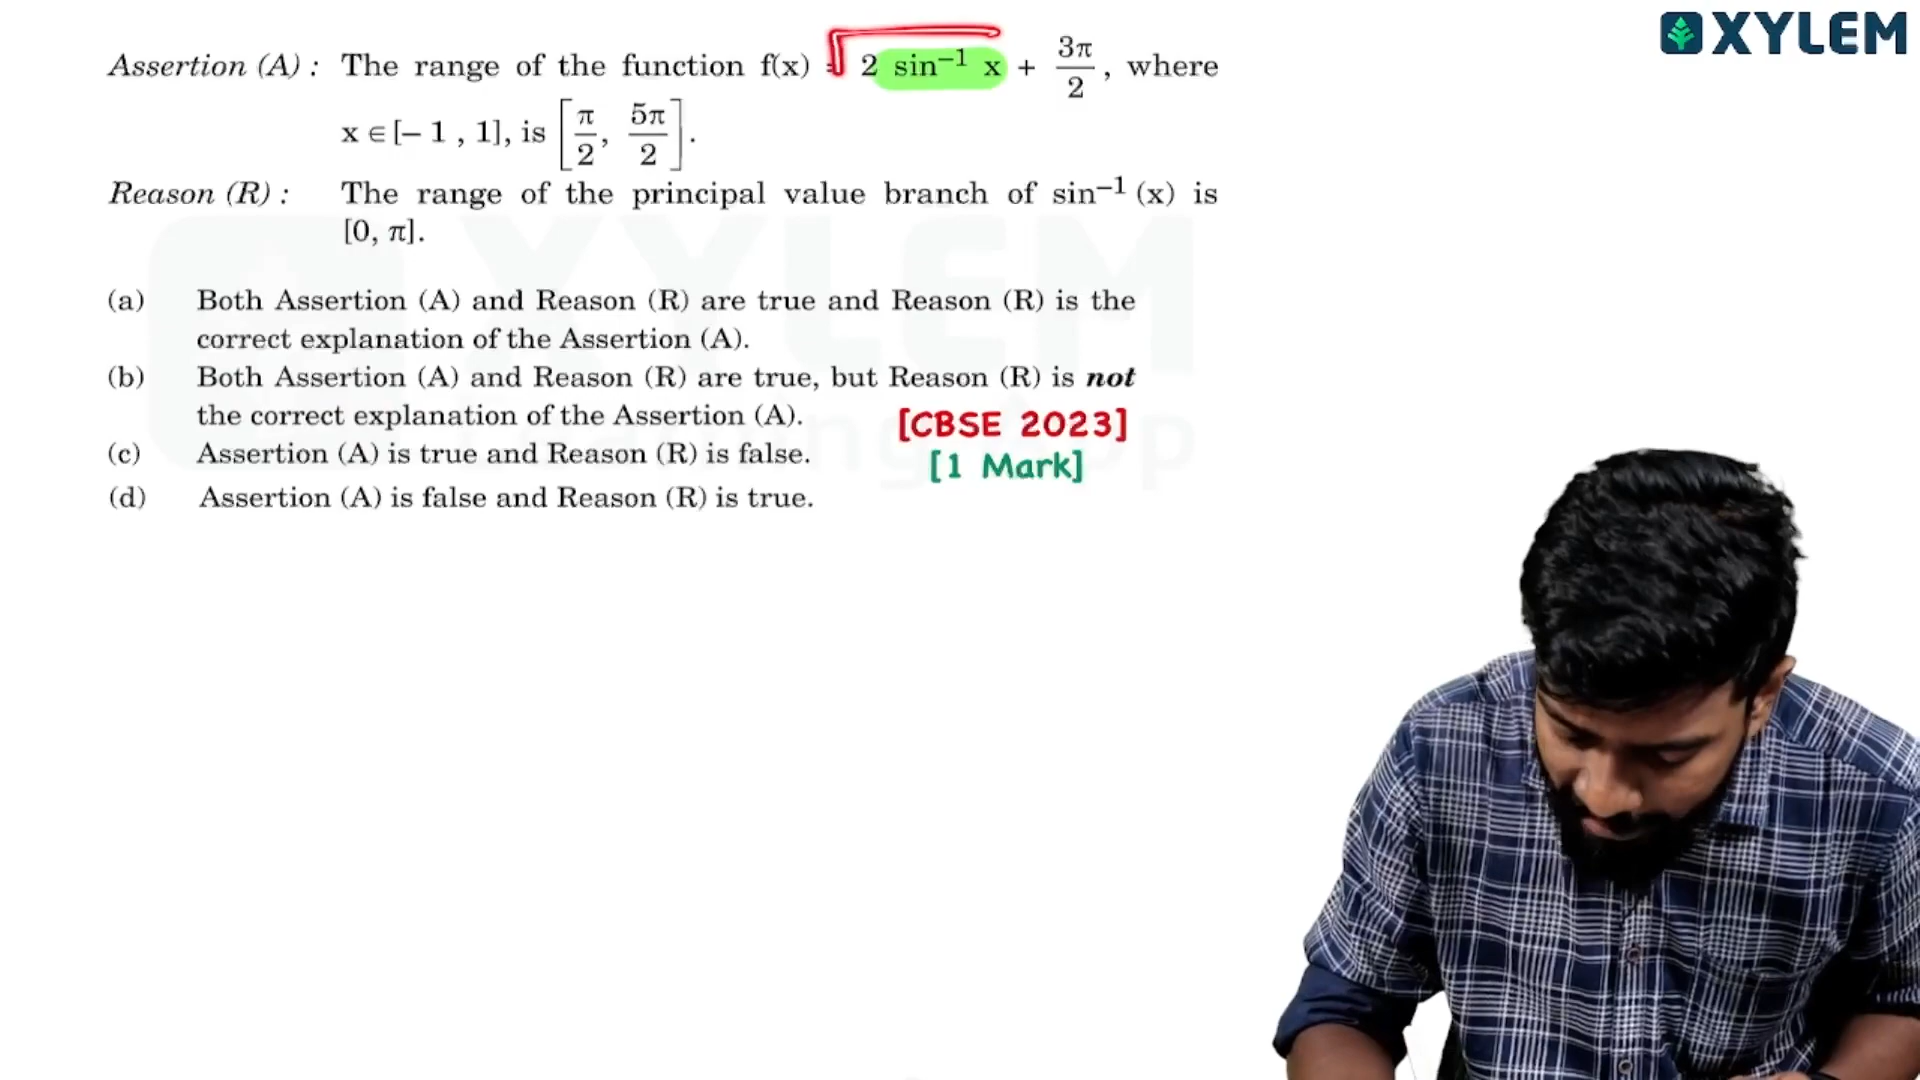 XYLEM
Assertion (A) : The range of the function f(x) = 2 sin⁻¹ x + 3π/2 , where
x ∈ [– 1 , 1], is [π/2, 5π/2].
Reason (R) : The range of the principal value branch of sin⁻¹ (x) is
[0, π].
(a) Both Assertion (A) and Reason (R) are true and Reason (R) is the
correct explanation of the Assertion (A).
(b) Both Assertion (A) and Reason (R) are true, but Reason (R) is not
the correct explanation of the Assertion (A).
[CBSE 2023]
(c) Assertion (A) is true and Reason (R) is false.
[1 Mark]
(d) Assertion (A) is false and Reason (R) is true.
XYLEM
Learning App